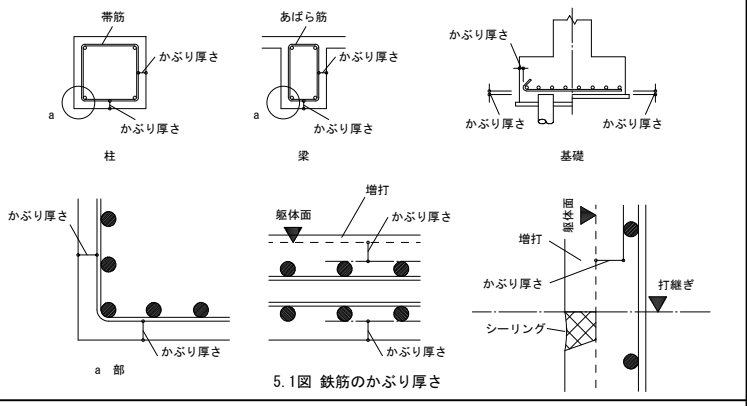 帯筋
かぶり厚さ
a
かぶり厚さ
柱
あばら筋
かぶり厚さ
a
かぶり厚さ
梁
かぶり厚さ
かぶり厚さ
かぶり厚さ
基礎
かぶり厚さ
かぶり厚さ
a 部
増打
躯体面
かぶり厚さ
かぶり厚さ
躯体面
増打
かぶり厚さ
打継ぎ
シーリング
5.1図 鉄筋のかぶり厚さ